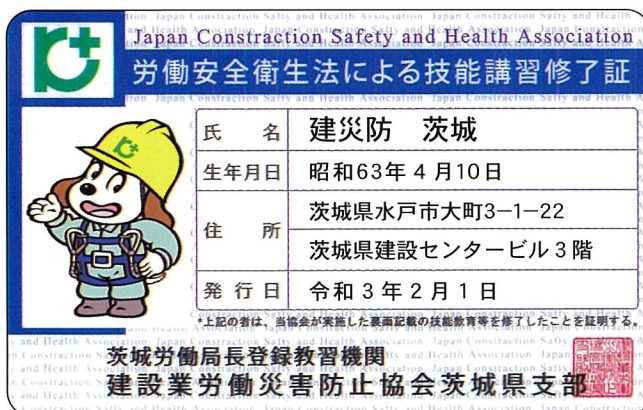 Japan Constraction Safety and Health Association
労働安全衛生法による技能講習修了証
氏 名 建災防 茨城
生年月日 昭和63年4月10日
住 所 茨城県水戸市大町3−1−22
茨城県建設センタービル3階
発行日 令和3年2月1日
*上記の者は、当協会が実施した裏面記載の技能教育等を修了したことを証明する。
茨城労働局長登録教習機関
建設業労働災害防止協会茨城県支部